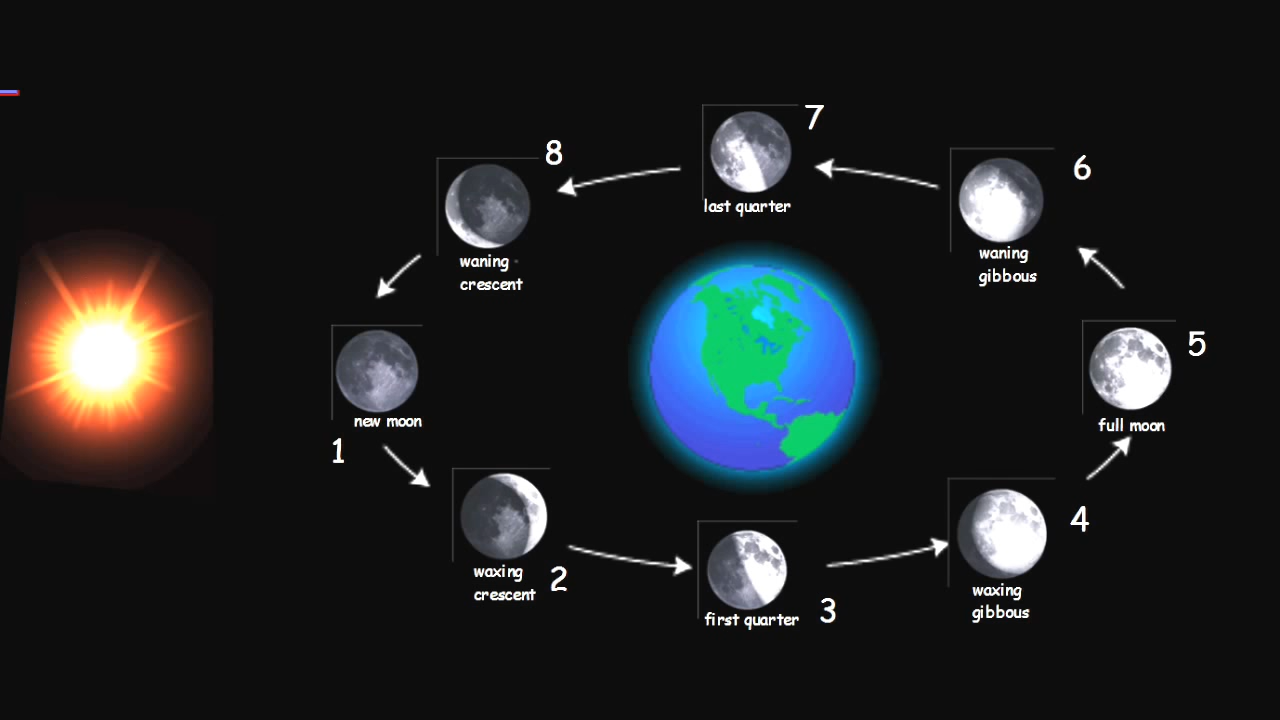 7
8
6
last quarter
waning
crescent
waning
gibbous
5
new moon
full moon
1
4
waxing
crescent
2
waxing
gibbous
3
first quarter